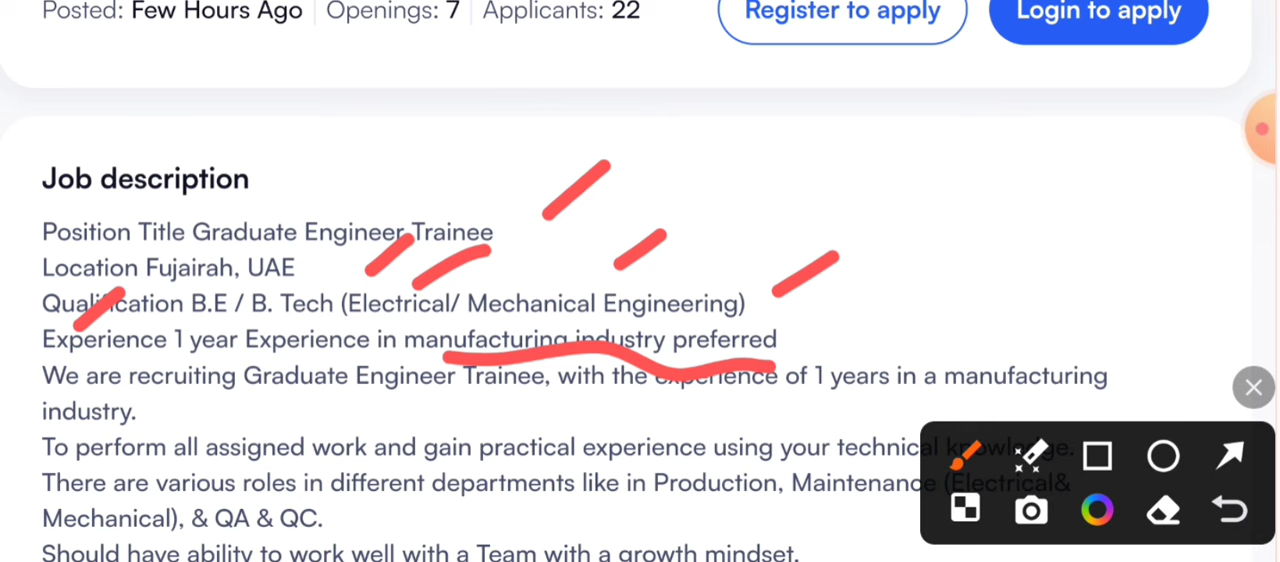 Posted: Few Hours Ago Openings: 7 Applicants: 22 Register to apply Login to apply
Job description
Position Title Graduate Engineer Trainee
Location Fujairah, UAE
Qualification B.E / B. Tech (Electrical/ Mechanical Engineering)
Experience 1 year Experience in manufacturing industry preferred
We are recruiting Graduate Engineer Trainee, with the experience of 1 years in a manufacturing
industry.
To perform all assigned work and gain practical experience using your technical knowledge.
There are various roles in different departments like in Production, Maintenance (Electrical&
Mechanical), & QA & QC.
Should have ability to work well with a Team with a growth mindset.